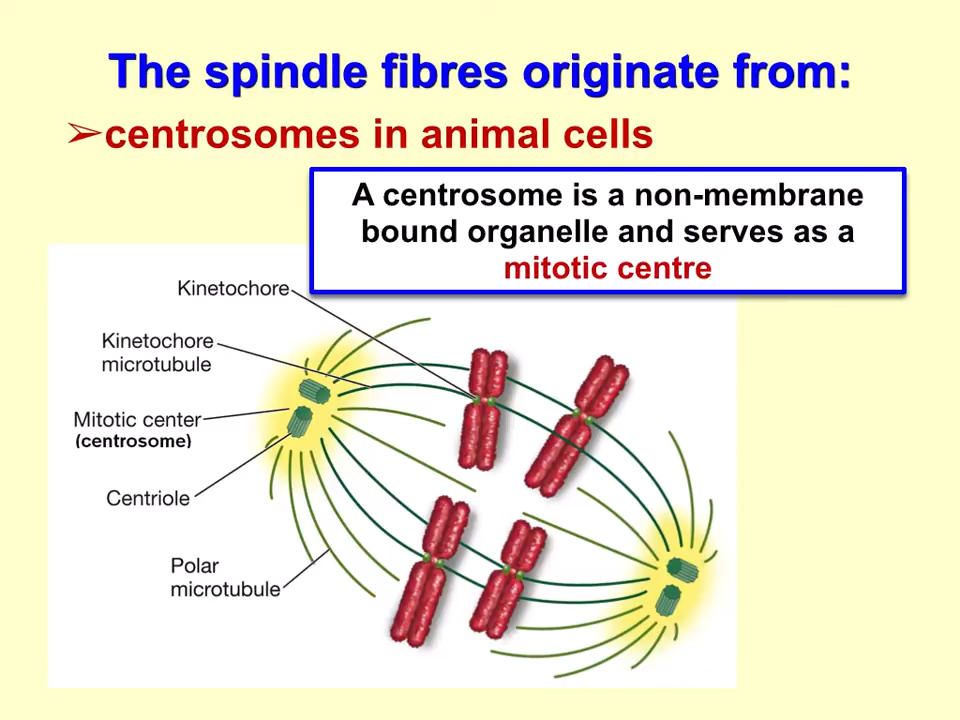 The spindle fibres originate from:
➢centrosomes in animal cells
A centrosome is a non-membrane
bound organelle and serves as a
mitotic centre
Kinetochore
Kinetochore
microtubule
Mitotic center
(centrosome)
Centriole
Polar
microtubule